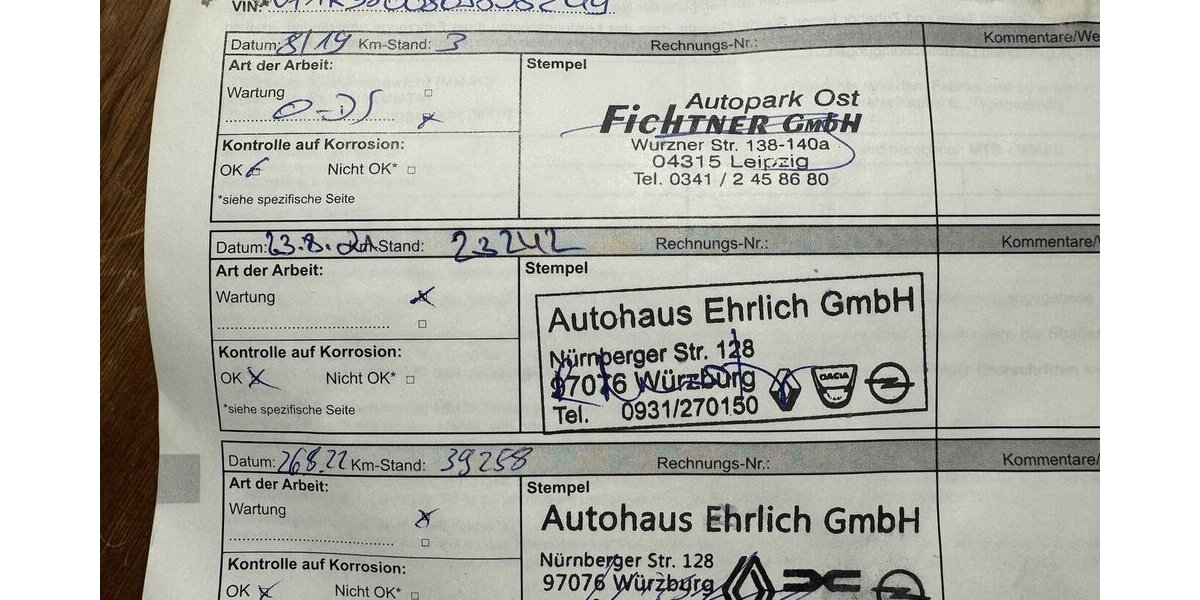 VIN:
Datum: 8/19 Km-Stand: 3 Rechnungs-Nr.: Kommentare/We
Art der Arbeit: Stempel
Wartung
O-DS
Autopark Ost
FICHTNER GMBH
Wurzner Str. 138-140a
04315 Leipzig
Tel. 0341 / 2 45 86 80
Kontrolle auf Korrosion:
OK Nicht OK*
*siehe spezifische Seite
Datum: 23.8.21 Km-Stand: 23242 Rechnungs-Nr.: Kommentare/
Art der Arbeit: Stempel
Wartung
Autohaus Ehrlich GmbH
Nürnberger Str. 128
97076 Würzburg
Tel. 0931/270150
DACIA
Kontrolle auf Korrosion:
OK Nicht OK*
*siehe spezifische Seite
Datum: 26.8.22 Km-Stand: 39258 Rechnungs-Nr.: Kommentare/
Art der Arbeit: Stempel
Wartung
Autohaus Ehrlich GmbH
Nürnberger Str. 128
97076 Würzburg
Kontrolle auf Korrosion:
OK Nicht OK*